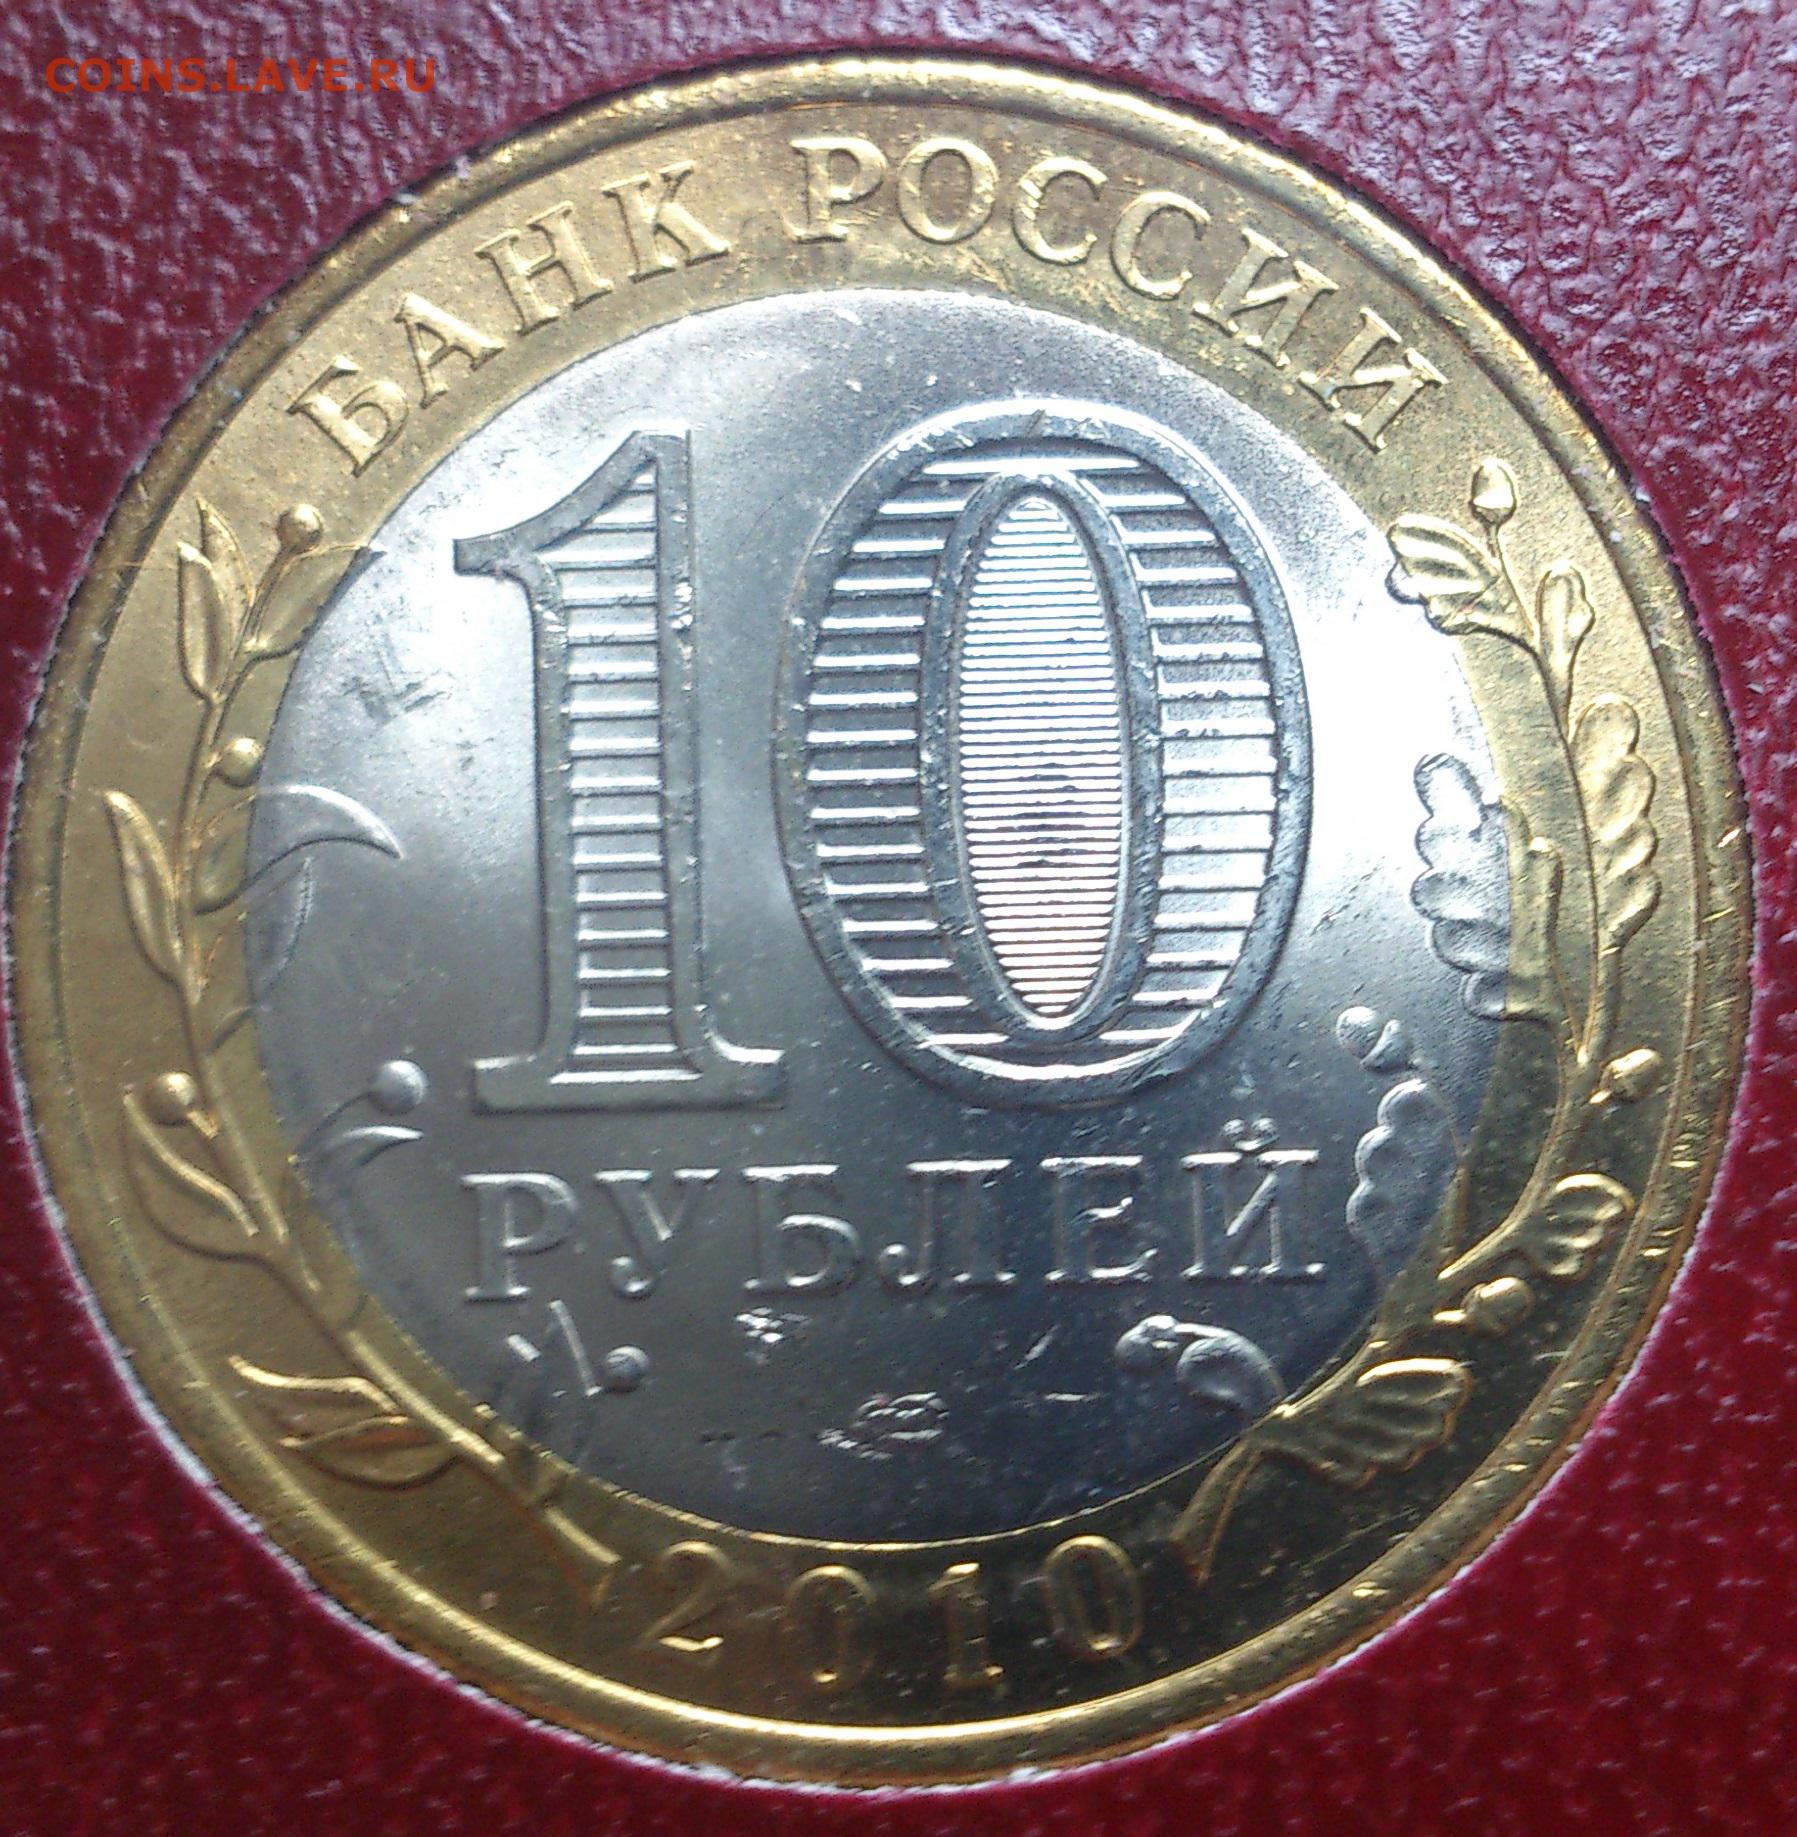 COINS.LAVE.RU
БАНК РОССИИ
10
РУБЛЕЙ
2010